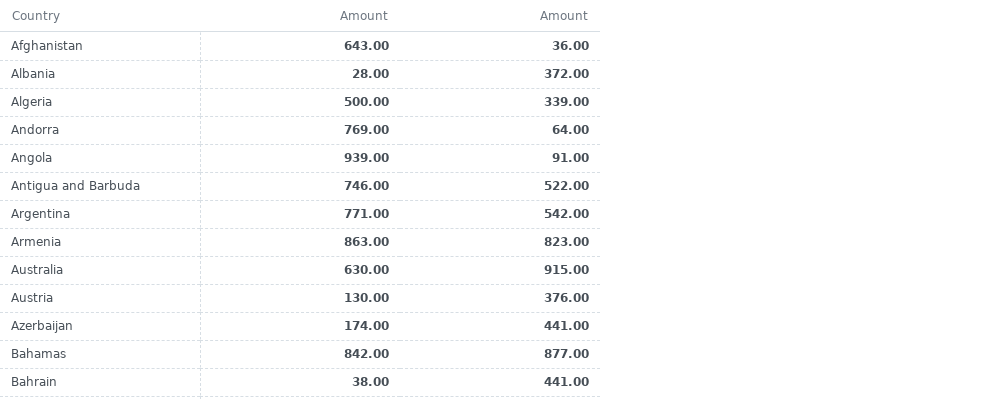 Country Amount Amount
Afghanistan 643.00 36.00
Albania 28.00 372.00
Algeria 500.00 339.00
Andorra 769.00 64.00
Angola 939.00 91.00
Antigua and Barbuda 746.00 522.00
Argentina 771.00 542.00
Armenia 863.00 823.00
Australia 630.00 915.00
Austria 130.00 376.00
Azerbaijan 174.00 441.00
Bahamas 842.00 877.00
Bahrain 38.00 441.00